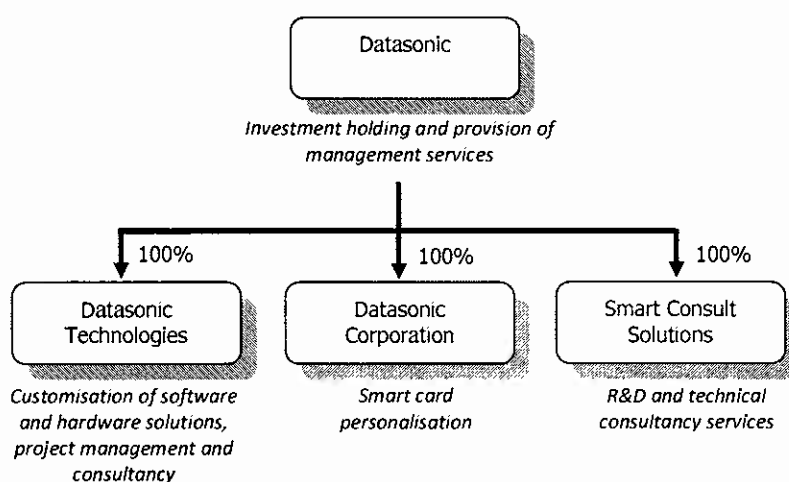 Datasonic
Investment holding and provision of
management services
100%
100%
100%
Datasonic
Technologies
Datasonic
Corporation
Smart Consult
Solutions
Customisation of software
and hardware solutions,
project management and
consultancy
Smart card
personalisation
R&D and technical
consultancy services